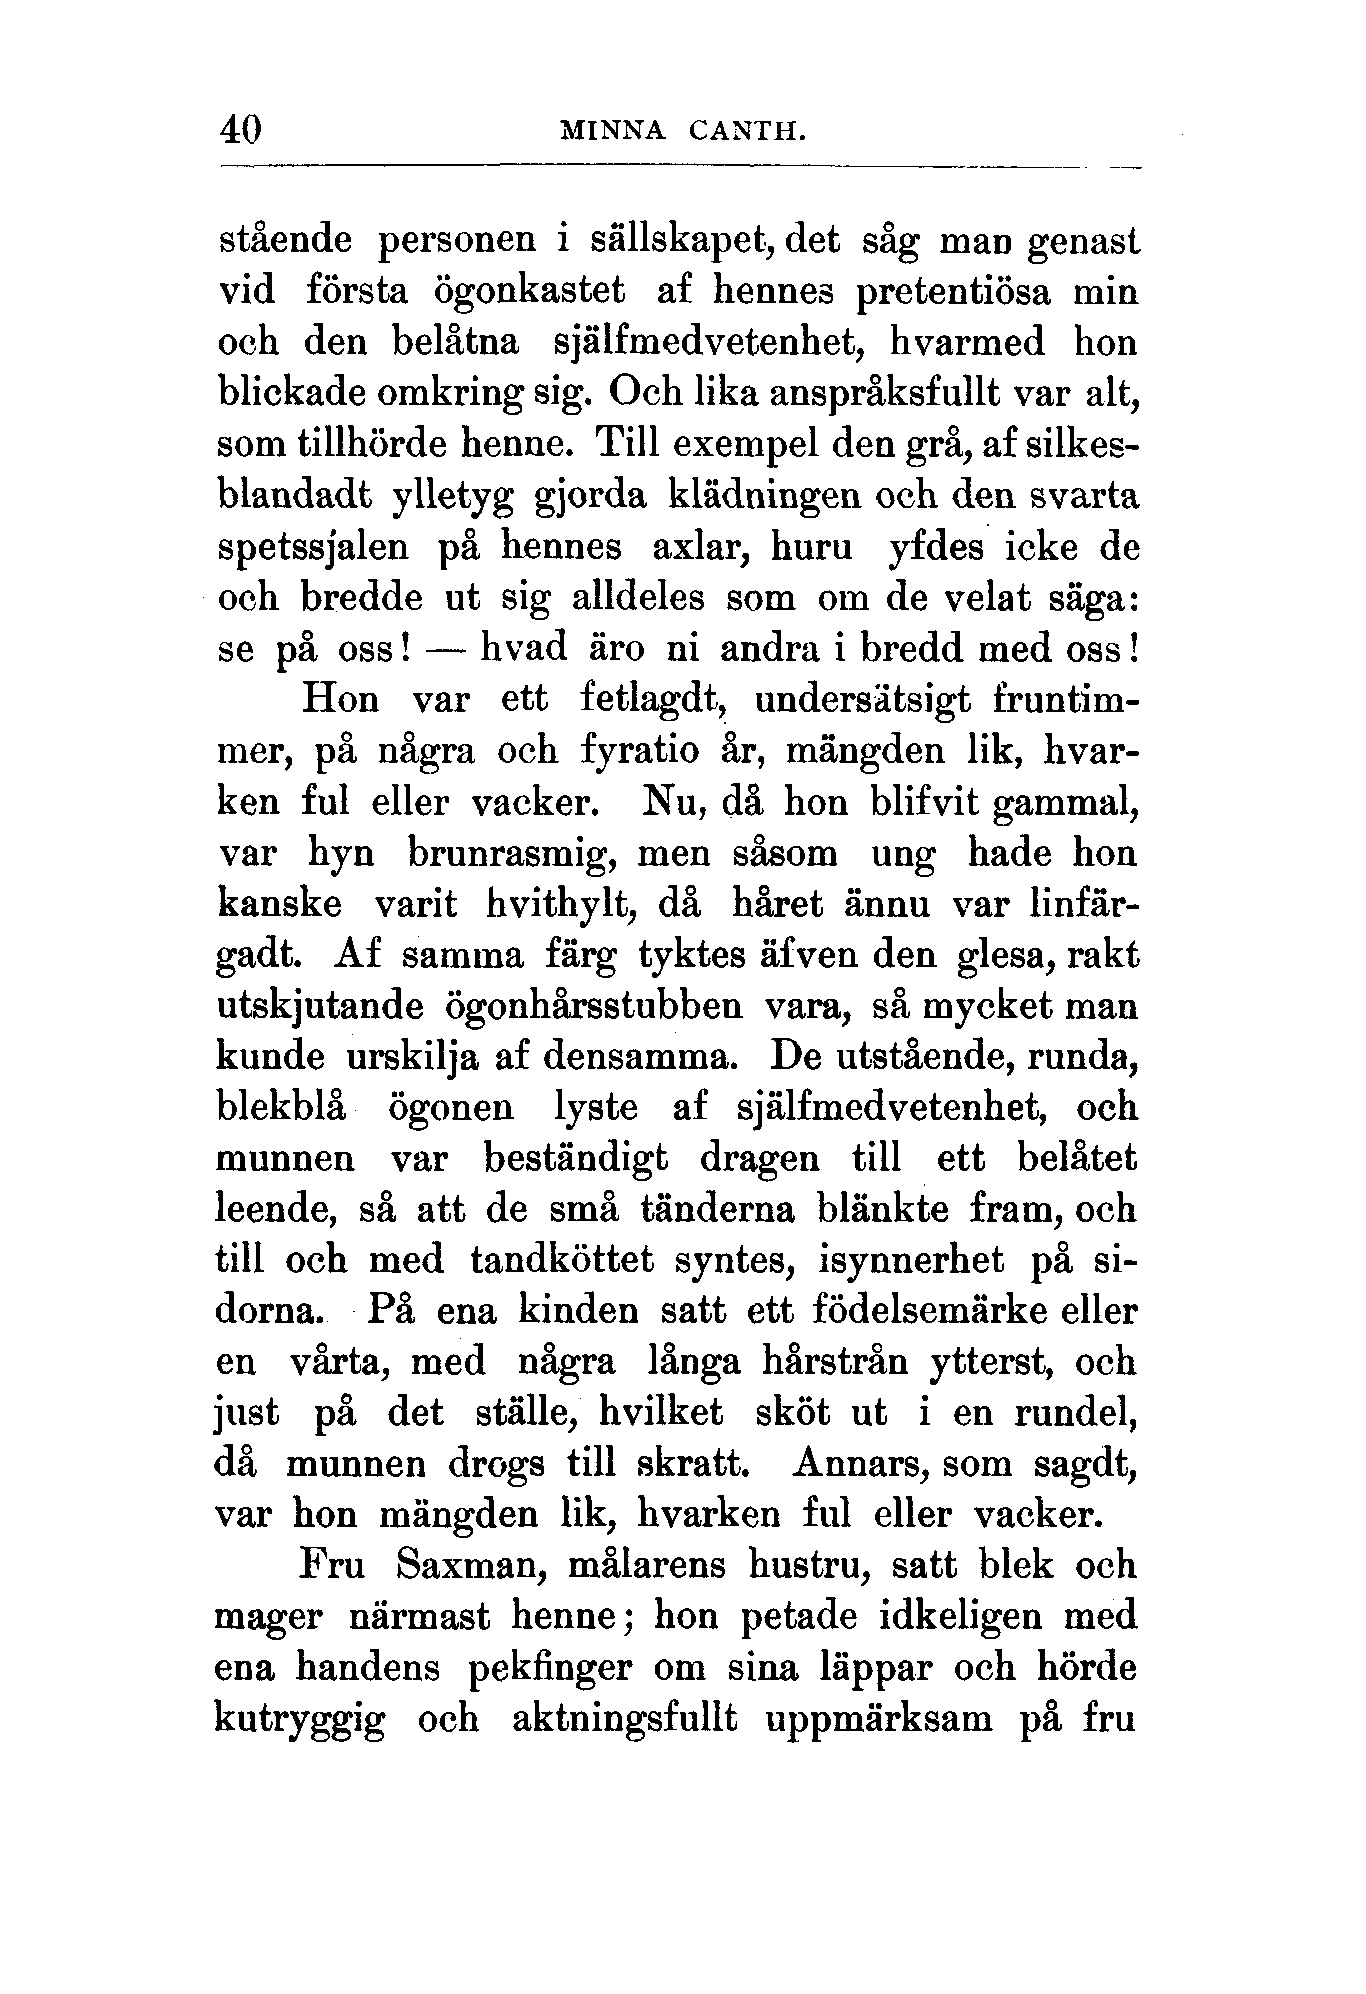 40 MINNA CANTH.
stående personen i sällskapet, det såg man genast
vid första ögonkastet af hennes pretentiösa min
och den belåtna självmedvetenhet, hvarmed hon
blickade omkring sig. Och lika anspråksfullt var alt,
som tillhörde henne. Till exempel den grå, af silkes-
blandadt ylletyg gjorda klädningen och den svarta
spetssjalen på hennes axlar, huru yfdes icke de
och bredde ut sig alldeles som om de velat säga:
se på oss! — hvad äro ni andra i bredd med oss!
Hon var ett fetlagdt, undersätsigt fruntim-
mer, på några och fyratio år, mängden lik, hvar-
ken ful eller vacker. Nu, då hon blifvit gammal,
var hyn brunrasmig, men såsom ung hade hon
kanske varit hvithylt, då håret ännu var linfär-
gadt. Af samma färg tyktes äfven den glesa, rakt
utskjutande ögonhårsstubben vara, så mycket man
kunde urskilja af densamma. De utstående, runda,
blekblå ögonen lyste af själfmedvetenhet, och
munnen var beständigt dragen till ett belåtet
leende, så att de små tänderna blänkte fram, och
till och med tandköttet syntes, isynnerhet på si-
dorna. På ena kinden satt ett födelsemärke eller
en vårta, med några långa hårstrån ytterst, och
just på det ställe, hvilket sköt ut i en rundel,
då munnen drogs till skratt. Annars, som sagdt,
var hon mängden lik, hvarken ful eller vacker.
Fru Saxman, målarens hustru, satt blek och
mager närmast henne; hon petade idkeligen med
ena handens pekfinger om sina läppar och hörde
kutryggig och aktningsfullt uppmärksam på fru